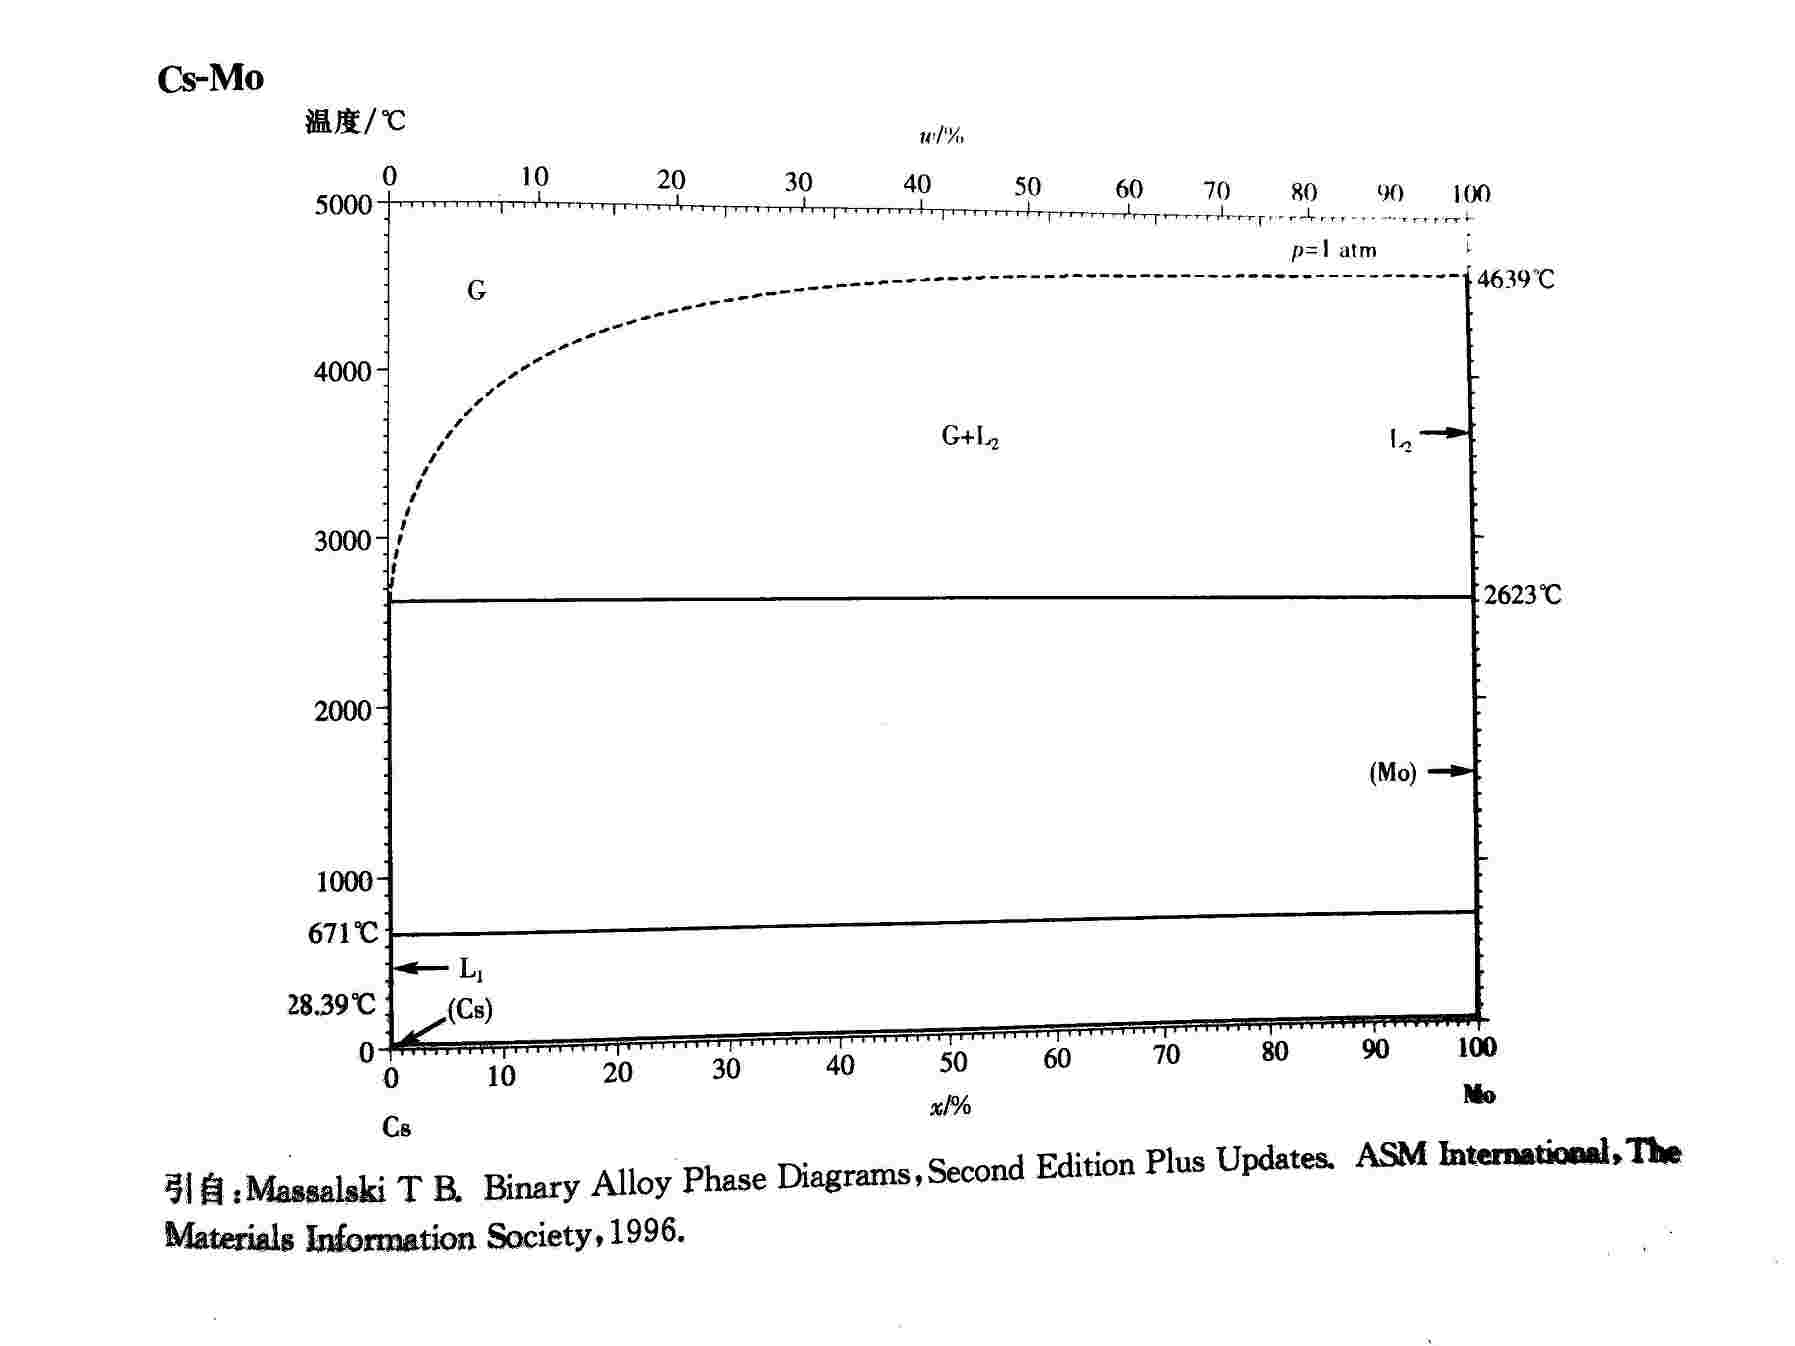 Cs-Mo
温度/℃
w/%
0 10 20 30 40 50 60 70 80 90 100
5000
p=1 atm
G
4639℃
4000
G+L₂
L₂
3000
2623℃
2000
(Mo)
1000
671℃
L₁
28.39℃
(Cs)
0
0 10 20 30 40 50 60 70 80 90 100
x/%
Cs
Mo
引自:Massalski T B. Binary Alloy Phase Diagrams,Second Edition Plus Updates. ASM International,The
Materials Information Society,1996.